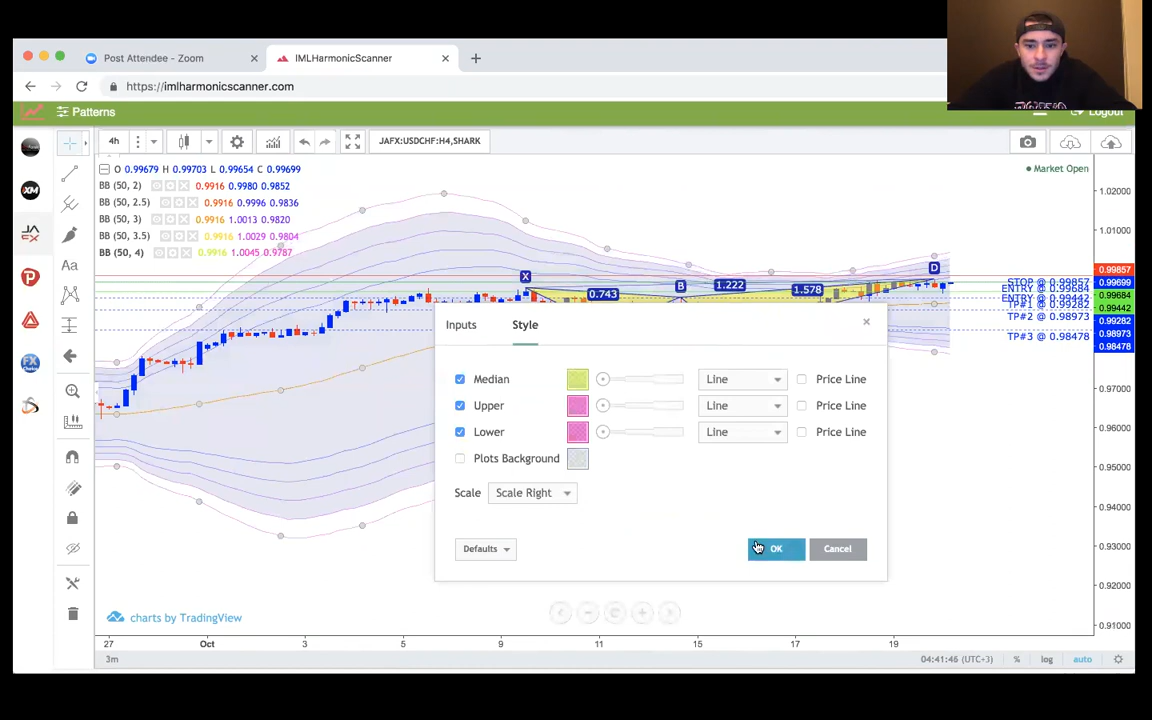 Post Attendee - Zoom
IMLHarmonicScanner
https://imlharmonicscanner.com
Patterns
Logout
4h
JAFX:USDCHF:H4,SHARK
O 0.99679 H 0.99703 L 0.99654 C 0.99699
Market Open
BB (50, 2) 0.9916 0.9980 0.9852
BB (50, 2.5) 0.9916 0.9996 0.9836
BB (50, 3) 0.9916 1.0013 0.9820
BB (50, 3.5) 0.9916 1.0029 0.9804
BB (50, 4) 0.9916 1.0045 0.9787
XM
Aa
FX
X
B
D
0.743
1.222
1.578
STOP @ 0.99857
ENTRY @ 0.99684
ENTRY @ 0.99442
TP#1 @ 0.99282
TP#2 @ 0.98973
TP#3 @ 0.98478
1.02000
1.01000
0.99857
0.99699
0.99684
0.99442
0.99282
0.98973
0.98478
0.97000
0.96000
0.95000
0.94000
0.93000
0.92000
0.91000
Inputs
Style
Median
Line
Price Line
Upper
Line
Price Line
Lower
Line
Price Line
Plots Background
Scale
Scale Right
Defaults
OK
Cancel
charts by TradingView
27
Oct
3
5
9
11
15
17
19
3m
04:41:46 (UTC+3)
%
log
auto